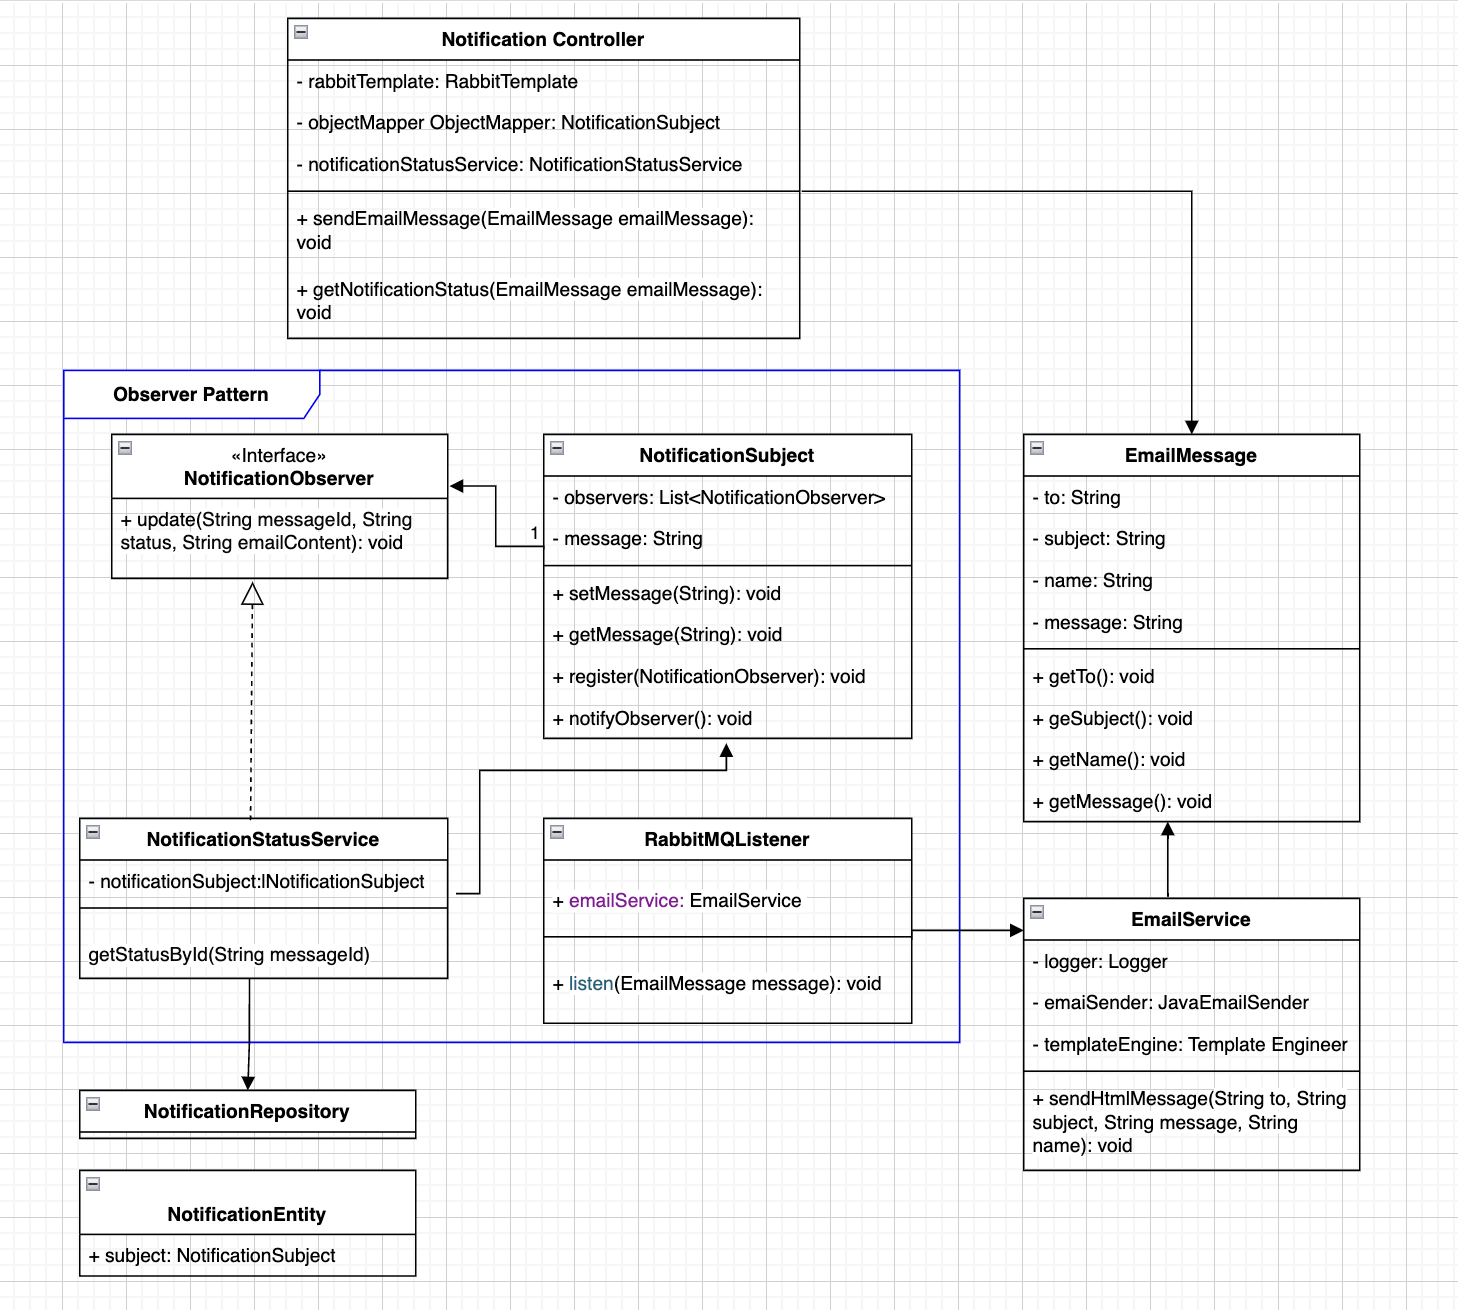 Notification Controller
- rabbitTemplate: RabbitTemplate
- objectMapper ObjectMapper: NotificationSubject
- notificationStatusService: NotificationStatusService
+ sendEmailMessage(EmailMessage emailMessage):
void
+ getNotificationStatus(EmailMessage emailMessage):
void
Observer Pattern
«Interface»
NotificationObserver
+ update(String messageId, String
status, String emailContent): void
1
NotificationSubject
- observers: List<NotificationObserver>
- message: String
+ setMessage(String): void
+ getMessage(String): void
+ register(NotificationObserver): void
+ notifyObserver(): void
EmailMessage
- to: String
- subject: String
- name: String
- message: String
+ getTo(): void
+ geSubject(): void
+ getName(): void
+ getMessage(): void
NotificationStatusService
- notificationSubject:lNotificationSubject
getStatusById(String messageId)
RabbitMQListener
+ emailService: EmailService
+ listen(EmailMessage message): void
EmailService
- logger: Logger
- emaiSender: JavaEmailSender
- templateEngine: Template Engineer
+ sendHtmlMessage(String to, String
subject, String message, String
name): void
NotificationRepository
NotificationEntity
+ subject: NotificationSubject